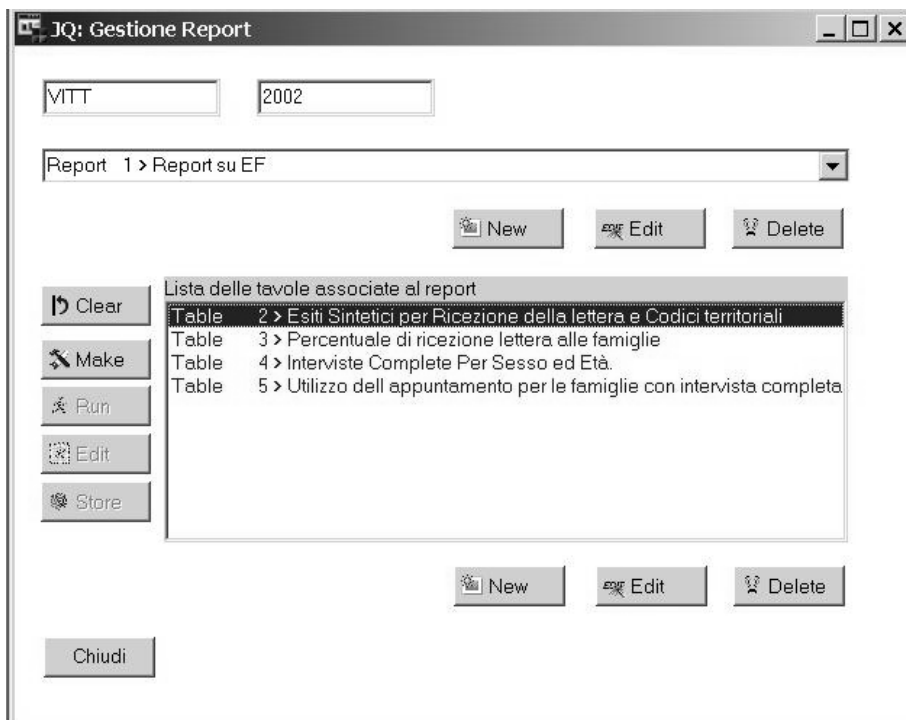 JQ: Gestione Report
VITT 2002
Report 1 > Report su EF
New Edit Delete
Lista delle tavole associate al report
Clear
Table 2 > Esiti Sintetici per Ricezione della lettera e Codici territoriali
Table 3 > Percentuale di ricezione lettera alle famiglie
Make
Table 4 > Interviste Complete Per Sesso ed Età.
Table 5 > Utilizzo dell appuntamento per le famiglie con intervista completa
Run
Edit
Store
New Edit Delete
Chiudi